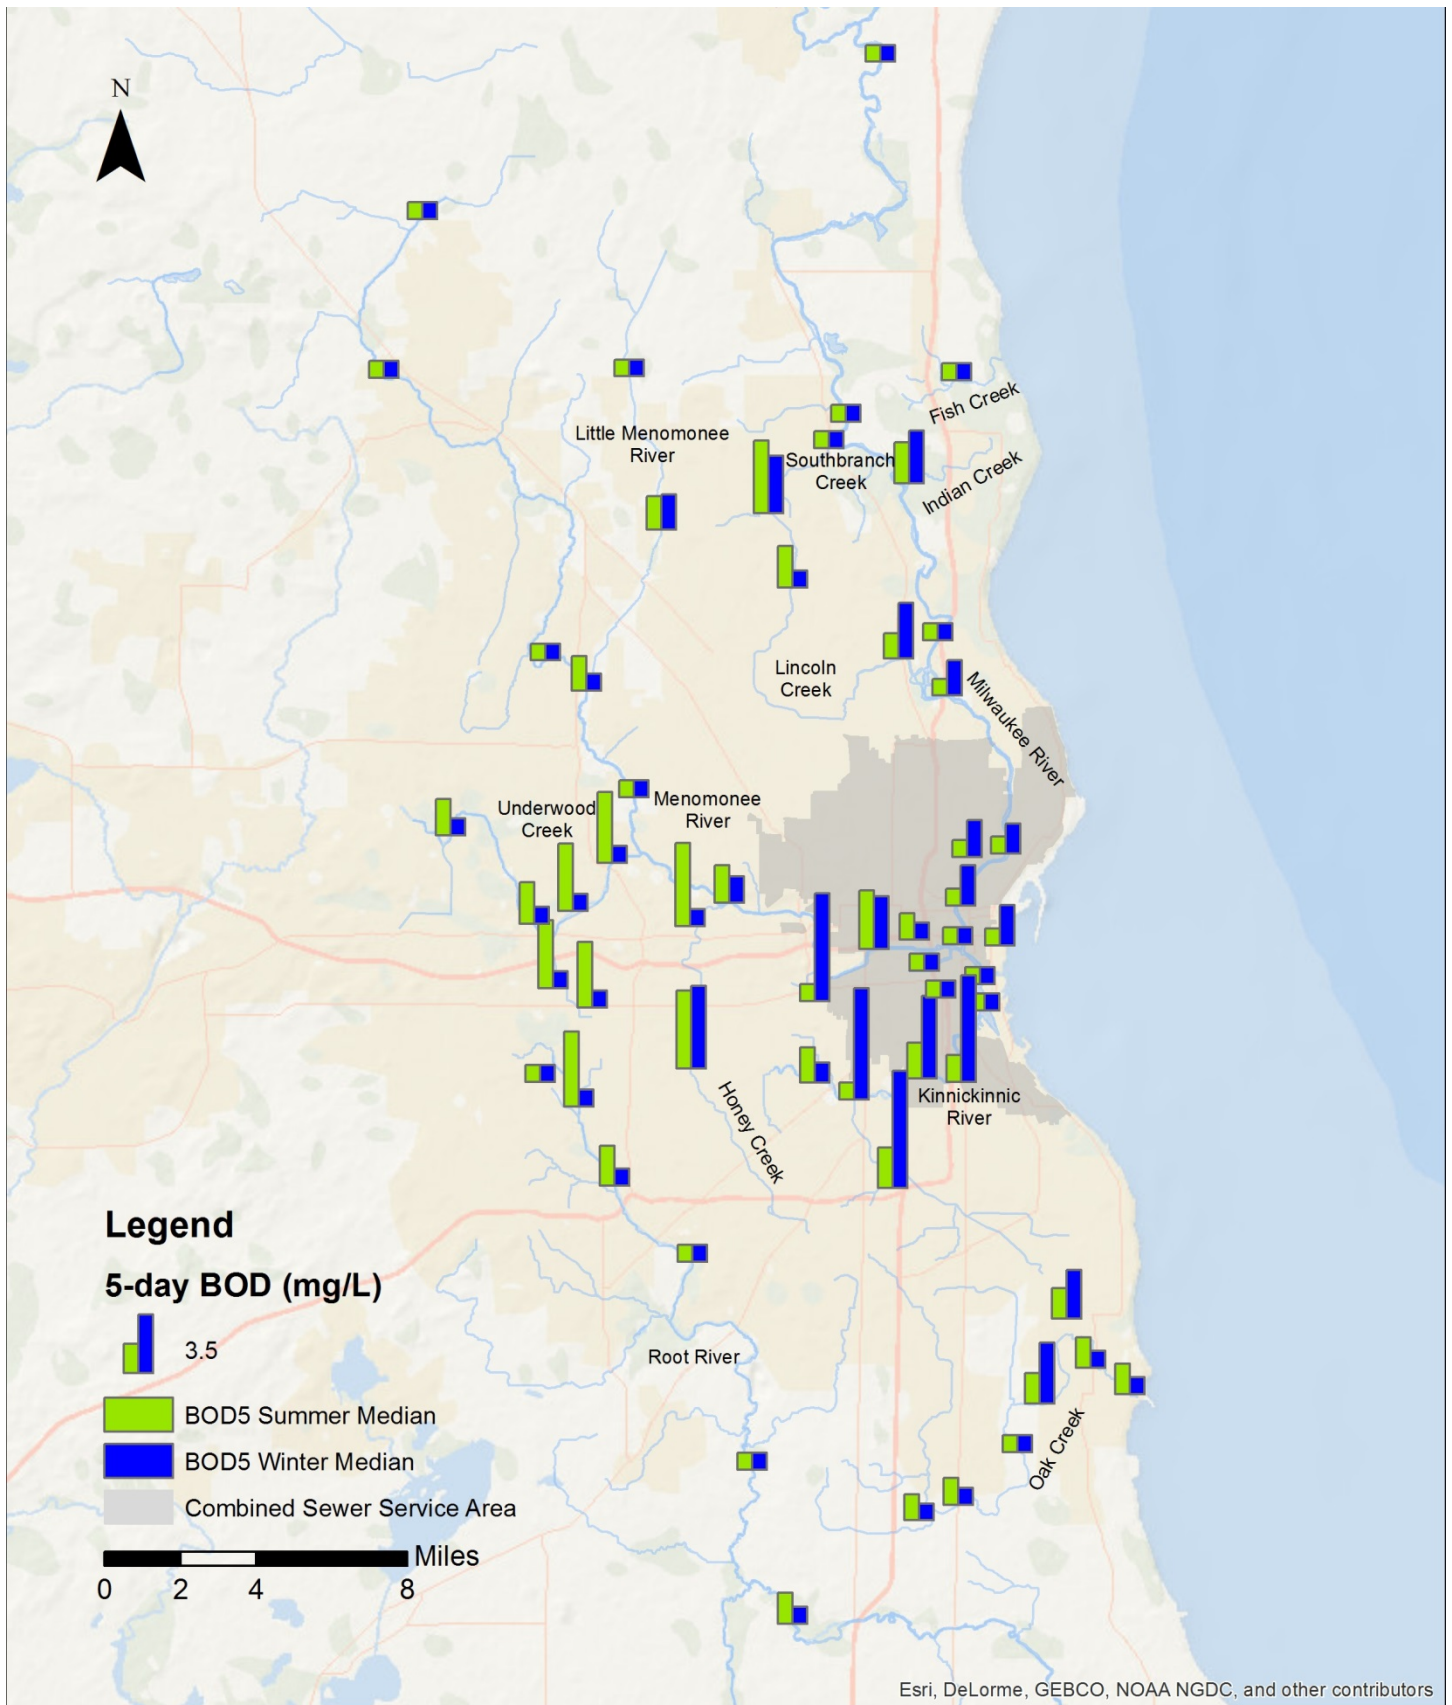 N
Fish Creek
Little Menomonee
River
Southbranch
Creek
Indian Creek
Lincoln
Creek
Milwaukee River
Underwood
Creek
Menomonee
River
Honey Creek
Kinnickinnic
River
Legend
5-day BOD (mg/L)
3.5
Root River
BOD5 Summer Median
BOD5 Winter Median
Oak Creek
Combined Sewer Service Area
Miles
0 2 4 8
Esri, DeLorme, GEBCO, NOAA NGDC, and other contributors